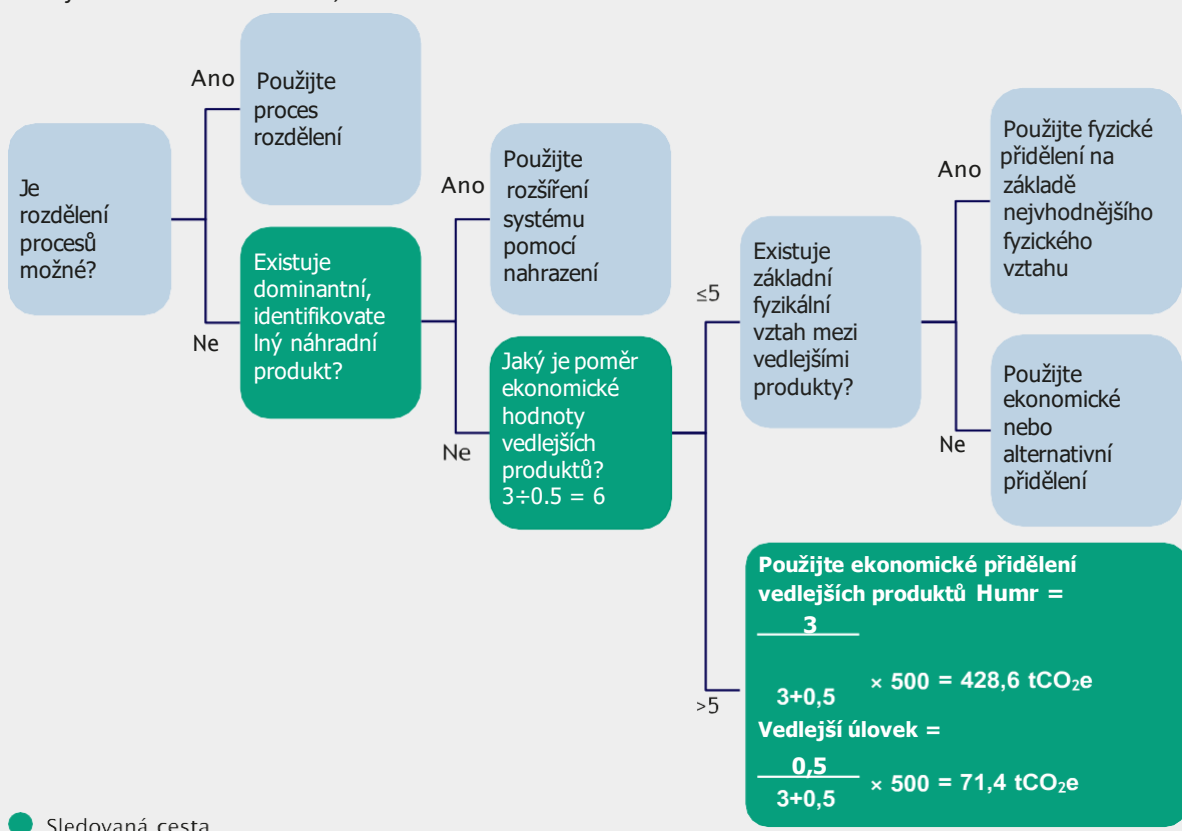 Je
rozdělení
procesů
možné?
Ano
Použijte
proces
rozdělení
Ne
Existuje
dominantní,
identifikovate
lný náhradní
produkt?
Ano
Použijte
rozšíření
systému
pomocí
nahrazení
Ne
Jaký je poměr
ekonomické
hodnoty
vedlejších
produktů?
3÷0.5 = 6
≤5
Existuje
základní
fyzikální
vztah mezi
vedlejšími
produkty?
Ano
Použijte fyzické
přidělení na
základě
nejvhodnějšího
fyzického
vztahu
Ne
Použijte
ekonomické
nebo
alternativní
přidělení
>5
Použijte ekonomické přidělení
vedlejších produktů Humr =
3
3+0,5 × 500 = 428,6 tCO₂e
Vedlejší úlovek =
0,5
3+0,5 × 500 = 71,4 tCO₂e
Sledovaná cesta